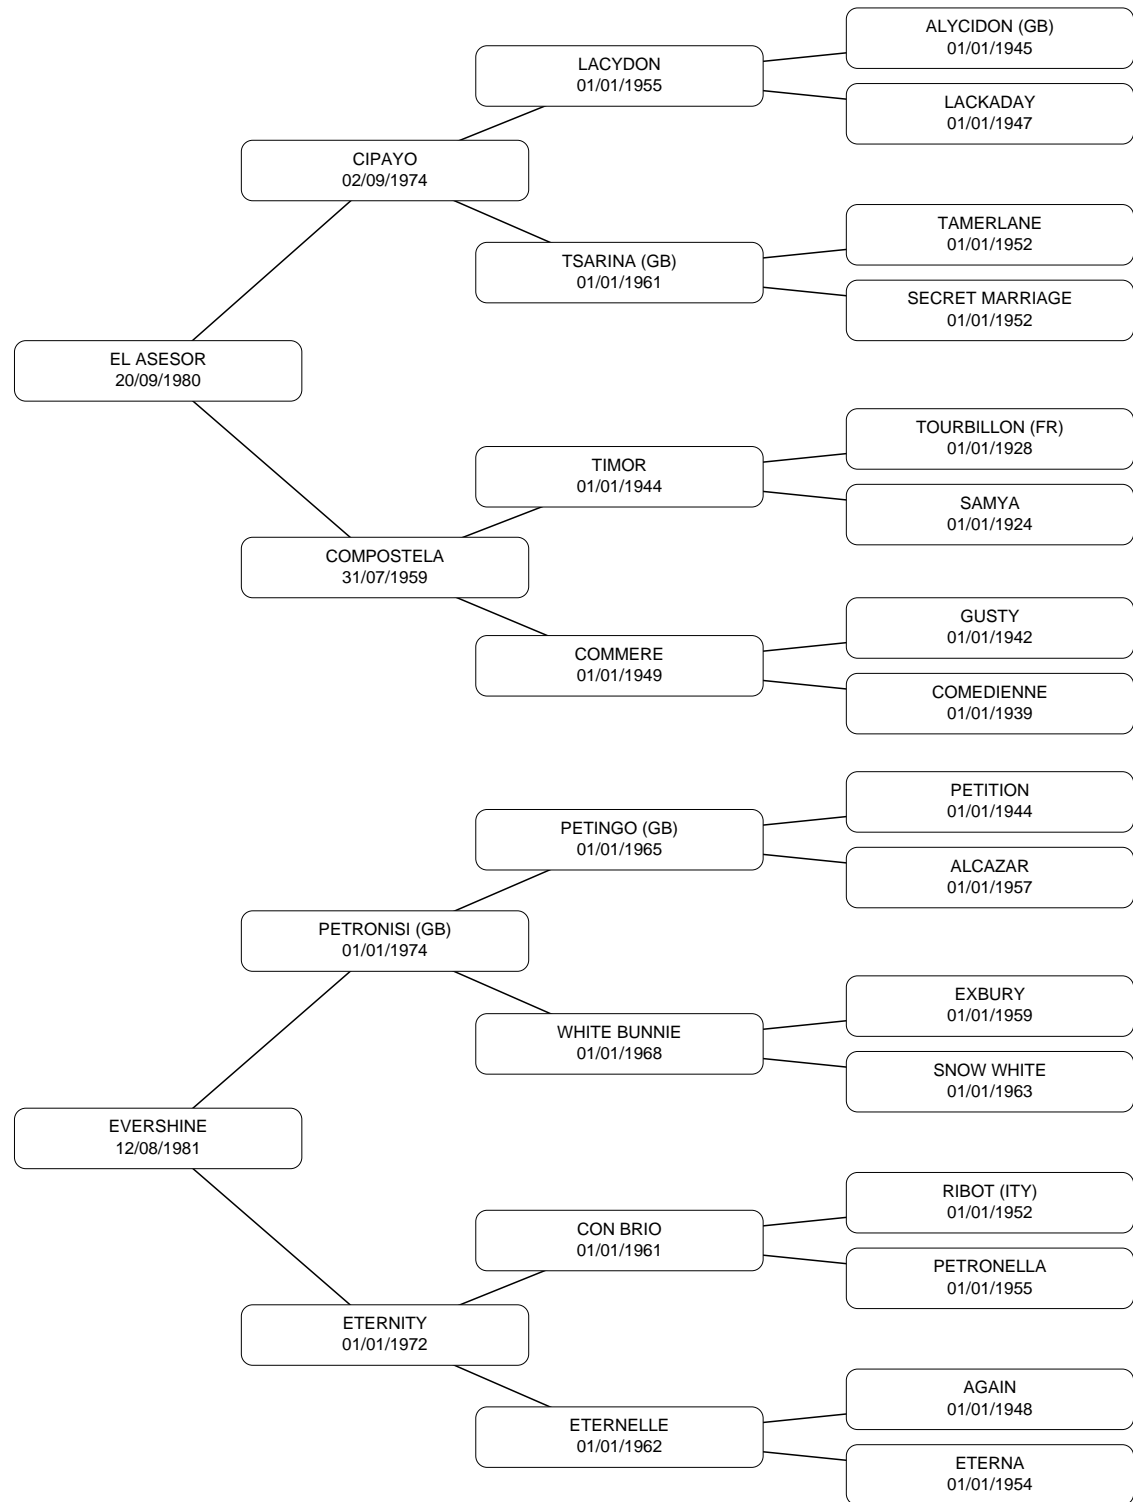 ALYCIDON (GB)
01/01/1945
LACYDON
01/01/1955
LACKADAY
01/01/1947
CIPAYO
02/09/1974
TAMERLANE
01/01/1952
TSARINA (GB)
01/01/1961
SECRET MARRIAGE
01/01/1952
EL ASESOR
20/09/1980
TOURBILLON (FR)
01/01/1928
TIMOR
01/01/1944
SAMYA
01/01/1924
COMPOSTELA
31/07/1959
GUSTY
01/01/1942
COMMERE
01/01/1949
COMEDIENNE
01/01/1939
PETITION
01/01/1944
PETINGO (GB)
01/01/1965
ALCAZAR
01/01/1957
PETRONISI (GB)
01/01/1974
EXBURY
01/01/1959
WHITE BUNNIE
01/01/1968
SNOW WHITE
01/01/1963
EVERSHINE
12/08/1981
RIBOT (ITY)
01/01/1952
CON BRIO
01/01/1961
PETRONELLA
01/01/1955
ETERNITY
01/01/1972
AGAIN
01/01/1948
ETERNELLE
01/01/1962
ETERNA
01/01/1954